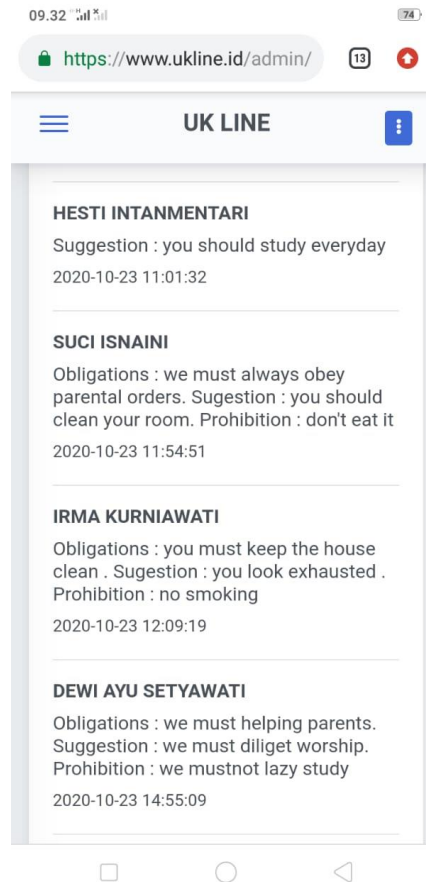 09.32
74
https://www.ukline.id/admin/
13
UK LINE
HESTI INTANMENTARI
Suggestion : you should study everyday
2020-10-23 11:01:32
SUCI ISNAINI
Obligations : we must always obey
parental orders. Sugestion : you should
clean your room. Prohibition : don't eat it
2020-10-23 11:54:51
IRMA KURNIAWATI
Obligations : you must keep the house
clean . Sugestion : you look exhausted .
Prohibition : no smoking
2020-10-23 12:09:19
DEWI AYU SETYAWATI
Obligations : we must helping parents.
Suggestion : we must diliget worship.
Prohibition : we mustnot lazy study
2020-10-23 14:55:09